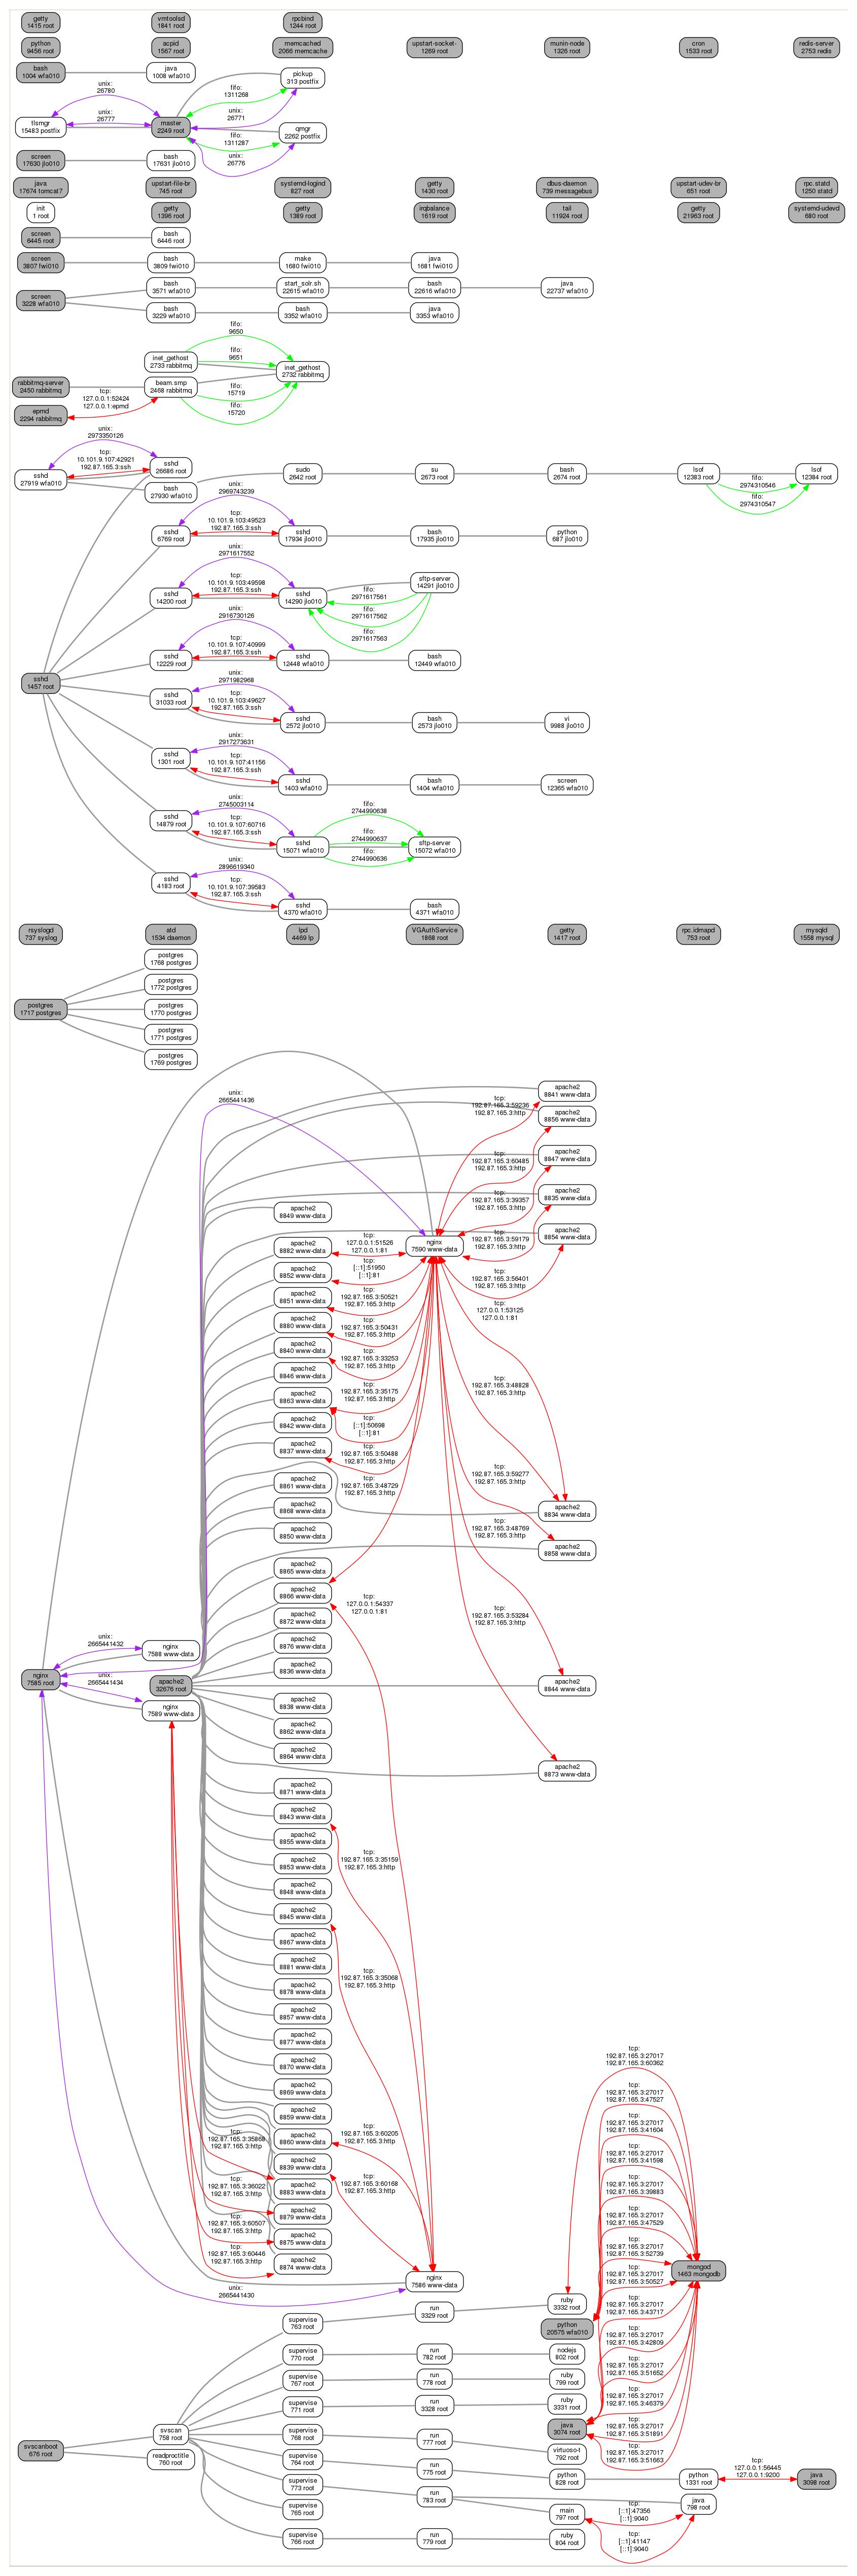 getty
1415 root
vmtoolsd
1841 root
rpcbind
1244 root
python
9456 root
acpid
1567 root
memcached
2066 memcache
upstart-socket-
1269 root
munin-node
1326 root
cron
1533 root
redis-server
2753 redis
bash
1004 wfa010
java
1008 wfa010
pickup
313 postfix
unix:
26780
fifo:
1311268
unix:
26777
unix:
26771
tlsmgr
15483 postfix
master
2249 root
qmgr
2262 postfix
fifo:
1311287
unix:
26776
screen
17630 jlo010
bash
17631 jlo010
java
17674 tomcat7
upstart-file-br
745 root
systemd-logind
827 root
getty
1430 root
dbus-daemon
739 messagebus
upstart-udev-br
651 root
rpc.statd
1250 statd
init
1 root
getty
1396 root
getty
1389 root
irqbalance
1619 root
tail
11924 root
getty
21963 root
systemd-udevd
680 root
screen
6445 root
bash
6446 root
screen
3807 fwi010
bash
3809 fwi010
make
1680 fwi010
java
1681 fwi010
screen
3228 wfa010
bash
3571 wfa010
start_solr.sh
22615 wfa010
bash
22616 wfa010
java
22737 wfa010
bash
3229 wfa010
bash
3352 wfa010
java
3353 wfa010
fifo:
9650
inet_gethost
2733 rabbitmq
fifo:
9651
inet_gethost
2732 rabbitmq
rabbitmq-server
2450 rabbitmq
beam.smp
2468 rabbitmq
fifo:
15719
tcp:
127.0.0.1:52424
127.0.0.1:epmd
epmd
2294 rabbitmq
fifo:
15720
unix:
2973350126
tcp:
10.101.9.107:42921
192.87.165.3:ssh
sshd
27919 wfa010
sshd
26686 root
bash
27930 wfa010
sudo
2642 root
su
2673 root
bash
2674 root
lsof
12383 root
lsof
12384 root
fifo:
2974310546
fifo:
2974310547
unix:
2969743239
sshd
6769 root
tcp:
10.101.9.103:49523
192.87.165.3:ssh
sshd
17934 jlo010
bash
17935 jlo010
python
687 jlo010
unix:
2971617552
sshd
14200 root
tcp:
10.101.9.103:49598
192.87.165.3:ssh
sshd
14290 jlo010
sftp-server
14291 jlo010
fifo:
2971617561
fifo:
2971617562
fifo:
2971617563
unix:
2916730126
sshd
12229 root
tcp:
10.101.9.107:40999
192.87.165.3:ssh
sshd
12448 wfa010
bash
12449 wfa010
sshd
1457 root
unix:
2971982968
sshd
31033 root
tcp:
10.101.9.103:49627
192.87.165.3:ssh
sshd
2572 jlo010
bash
2573 jlo010
vi
9988 jlo010
unix:
2917273631
sshd
1301 root
tcp:
10.101.9.107:41156
192.87.165.3:ssh
sshd
1403 wfa010
bash
1404 wfa010
screen
12365 wfa010
unix:
2745003114
sshd
14879 root
tcp:
10.101.9.107:60716
192.87.165.3:ssh
sshd
15071 wfa010
fifo:
2744990638
fifo:
2744990637
fifo:
2744990636
sftp-server
15072 wfa010
unix:
2896619340
sshd
4183 root
tcp:
10.101.9.107:39583
192.87.165.3:ssh
sshd
4370 wfa010
bash
4371 wfa010
rsyslogd
737 syslog
atd
1534 daemon
lpd
4469 lp
VGAuthService
1868 root
getty
1417 root
rpc.idmapd
753 root
mysqld
1558 mysql
postgres
1768 postgres
postgres
1772 postgres
postgres
1717 postgres
postgres
1770 postgres
postgres
1771 postgres
postgres
1769 postgres
unix:
2665441436
apache2
8841 www-data
tcp:
192.87.165.3:59236
192.87.165.3:http
apache2
8856 www-data
tcp:
192.87.165.3:60485
192.87.165.3:http
apache2
8847 www-data
tcp:
192.87.165.3:39357
192.87.165.3:http
apache2
8835 www-data
tcp:
192.87.165.3:59179
192.87.165.3:http
apache2
8854 www-data
tcp:
192.87.165.3:56401
192.87.165.3:http
tcp:
127.0.0.1:53125
127.0.0.1:81
nginx
7590 www-data
apache2
8849 www-data
apache2
8882 www-data
tcp:
127.0.0.1:51526
127.0.0.1:81
apache2
8852 www-data
tcp:
[::1]:51950
[::1]:81
apache2
8851 www-data
tcp:
192.87.165.3:50521
192.87.165.3:http
apache2
8880 www-data
tcp:
192.87.165.3:50431
192.87.165.3:http
apache2
8840 www-data
tcp:
192.87.165.3:33253
192.87.165.3:http
apache2
8846 www-data
tcp:
192.87.165.3:35175
192.87.165.3:http
apache2
8863 www-data
tcp:
[::1]:50698
[::1]:81
apache2
8842 www-data
apache2
8837 www-data
tcp:
192.87.165.3:50488
192.87.165.3:http
tcp:
192.87.165.3:48729
192.87.165.3:http
tcp:
192.87.165.3:48828
192.87.165.3:http
tcp:
192.87.165.3:59277
192.87.165.3:http
apache2
8861 www-data
apache2
8868 www-data
apache2
8850 www-data
apache2
8834 www-data
tcp:
192.87.165.3:48769
192.87.165.3:http
apache2
8858 www-data
apache2
8865 www-data
apache2
8866 www-data
tcp:
127.0.0.1:54337
127.0.0.1:81
apache2
8872 www-data
tcp:
192.87.165.3:53284
192.87.165.3:http
apache2
8876 www-data
unix:
2665441432
nginx
7588 www-data
apache2
8836 www-data
nginx
7585 root
unix:
2665441434
apache2
32676 root
apache2
8844 www-data
nginx
7589 www-data
apache2
8838 www-data
apache2
8862 www-data
apache2
8864 www-data
apache2
8873 www-data
apache2
8871 www-data
apache2
8843 www-data
apache2
8855 www-data
tcp:
192.87.165.3:35159
192.87.165.3:http
apache2
8853 www-data
apache2
8848 www-data
apache2
8845 www-data
apache2
8867 www-data
apache2
8881 www-data
tcp:
192.87.165.3:35068
192.87.165.3:http
apache2
8878 www-data
apache2
8857 www-data
apache2
8877 www-data
apache2
8870 www-data
apache2
8869 www-data
apache2
8859 www-data
tcp:
192.87.165.3:35868
192.87.165.3:http
apache2
8860 www-data
tcp:
192.87.165.3:60205
192.87.165.3:http
apache2
8839 www-data
tcp:
192.87.165.3:36022
192.87.165.3:http
apache2
8883 www-data
tcp:
192.87.165.3:60168
192.87.165.3:http
apache2
8879 www-data
tcp:
192.87.165.3:60507
192.87.165.3:http
apache2
8875 www-data
tcp:
192.87.165.3:60446
192.87.165.3:http
apache2
8874 www-data
nginx
7586 www-data
unix:
2665441430
tcp:
192.87.165.3:27017
192.87.165.3:60362
tcp:
192.87.165.3:27017
192.87.165.3:47527
tcp:
192.87.165.3:27017
192.87.165.3:41604
tcp:
192.87.165.3:27017
192.87.165.3:41598
tcp:
192.87.165.3:27017
192.87.165.3:39883
tcp:
192.87.165.3:27017
192.87.165.3:47529
tcp:
192.87.165.3:27017
192.87.165.3:52739
tcp:
192.87.165.3:27017
192.87.165.3:50527
mongod
1463 mongodb
tcp:
192.87.165.3:27017
192.87.165.3:43717
tcp:
192.87.165.3:27017
192.87.165.3:42809
tcp:
192.87.165.3:27017
192.87.165.3:51652
tcp:
192.87.165.3:27017
192.87.165.3:46379
tcp:
192.87.165.3:27017
192.87.165.3:51891
tcp:
192.87.165.3:27017
192.87.165.3:51663
supervise
763 root
run
3329 root
ruby
3332 root
python
20575 wfa010
supervise
770 root
run
782 root
nodejs
802 root
supervise
767 root
run
778 root
ruby
799 root
supervise
771 root
run
3328 root
ruby
3331 root
java
3074 root
svscanboot
676 root
svscan
758 root
readproctitle
760 root
supervise
768 root
run
777 root
virtuoso-t
792 root
supervise
764 root
run
775 root
python
828 root
python
1331 root
tcp:
127.0.0.1:56445
127.0.0.1:9200
java
3098 root
supervise
773 root
run
783 root
main
797 root
tcp:
[::1]:47356
[::1]:9040
java
798 root
supervise
765 root
tcp:
[::1]:41147
[::1]:9040
supervise
766 root
run
779 root
ruby
804 root